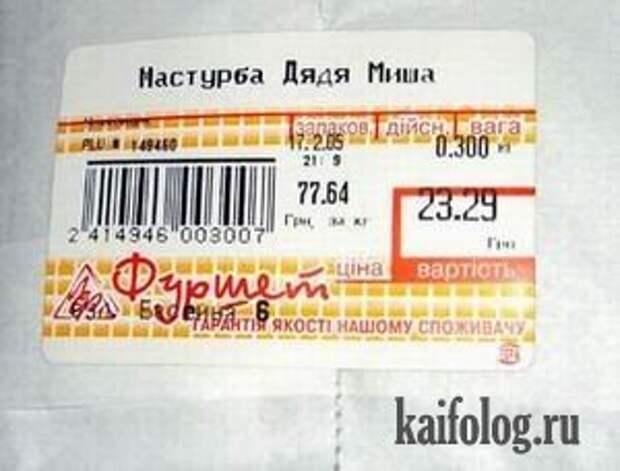 Настурба Дядя Миша
PLU № 149460
запаков. дійсн. вага
17.2.05 0.300
21: 9
77.64 23.29
Грн за кг
2 414946 003007
ціна вартість
Фуршет
6
ГАРАНТІЯ ЯКОСТІ НАШОМУ СПОЖИВАЧУ
kaifolog.ru